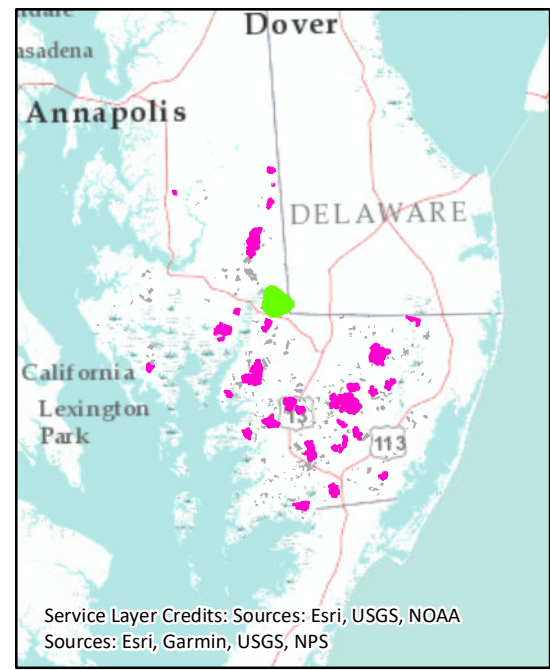 Dover
asadena
Annapolis
DELAWARE
California
Lexington
Park
13
113
Service Layer Credits: Sources: Esri, USGS, NOAA
Sources: Esri, Garmin, USGS, NPS